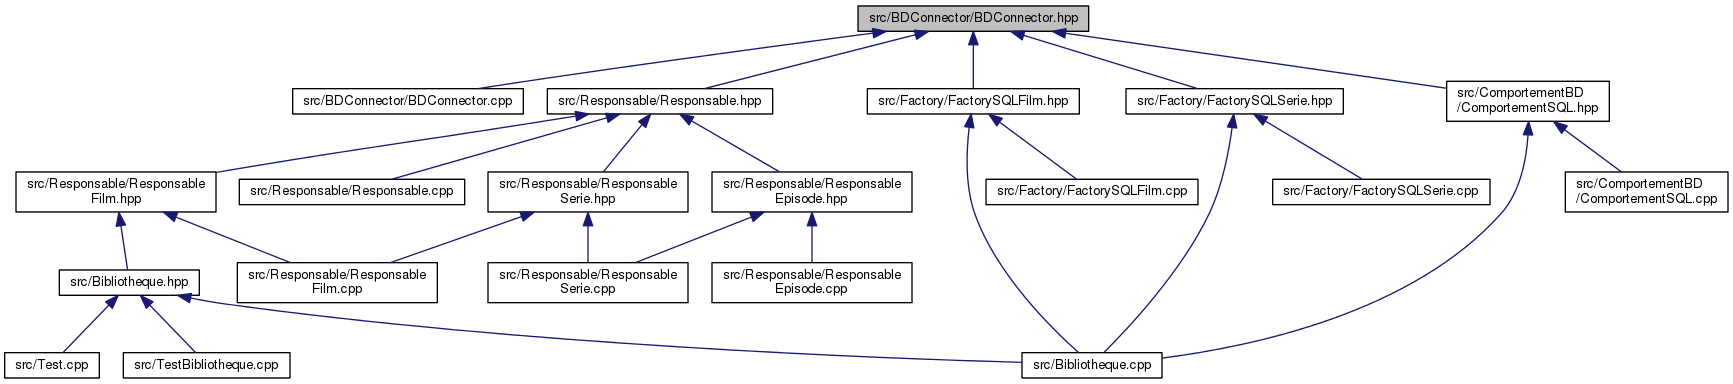 src/BDConnector/BDConnector.hpp
src/BDConnector/BDConnector.cpp
src/Responsable/Responsable.hpp
src/Factory/FactorySQLFilm.hpp
src/Factory/FactorySQLSerie.hpp
src/ComportementBD
/ComportementSQL.hpp
src/Responsable/Responsable
Film.hpp
src/Responsable/Responsable.cpp
src/Responsable/Responsable
Serie.hpp
src/Responsable/Responsable
Episode.hpp
src/Factory/FactorySQLFilm.cpp
src/Factory/FactorySQLSerie.cpp
src/ComportementBD
/ComportementSQL.cpp
src/Bibliotheque.hpp
src/Responsable/Responsable
Film.cpp
src/Responsable/Responsable
Serie.cpp
src/Responsable/Responsable
Episode.cpp
src/Test.cpp
src/TestBibliotheque.cpp
src/Bibliotheque.cpp